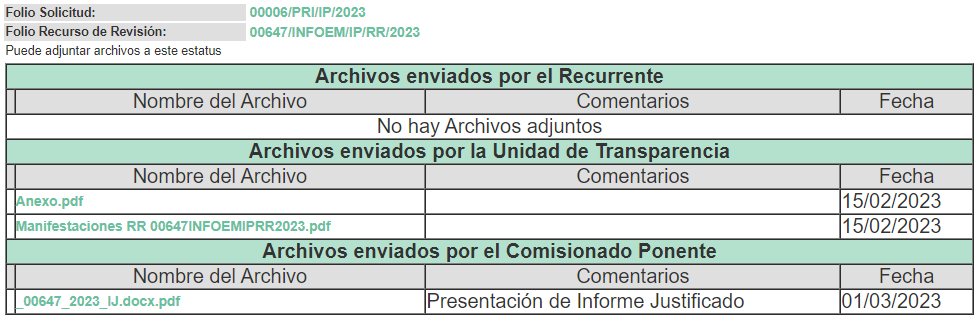 Folio Solicitud: 00006/PRI/IP/2023
Folio Recurso de Revisión: 00647/INFOEM/IP/RR/2023
Puede adjuntar archivos a este estatus
Archivos enviados por el Recurrente
Nombre del Archivo Comentarios Fecha
No hay Archivos adjuntos
Archivos enviados por la Unidad de Transparencia
Nombre del Archivo Comentarios Fecha
Anexo.pdf 15/02/2023
Manifestaciones RR 00647INFOEMIPRR2023.pdf 15/02/2023
Archivos enviados por el Comisionado Ponente
Nombre del Archivo Comentarios Fecha
_00647_2023_IJ.docx.pdf Presentación de Informe Justificado 01/03/2023